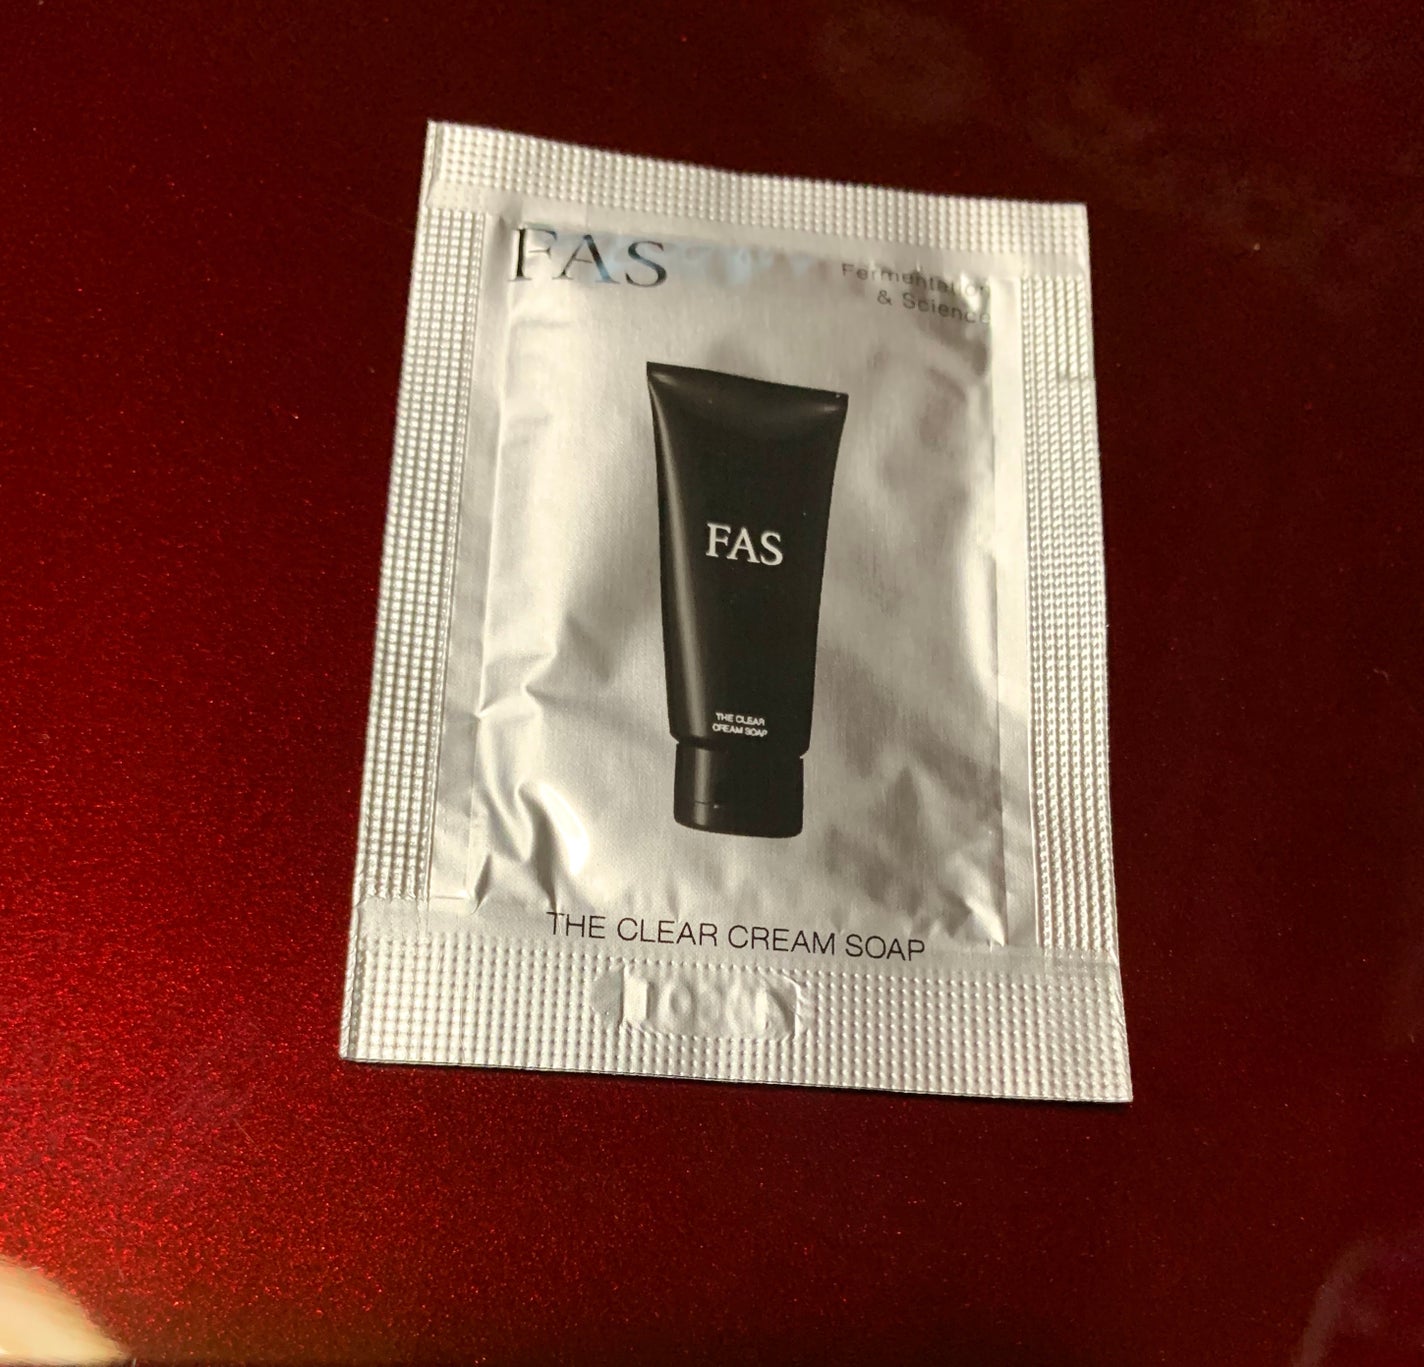 FAS
Fermentation
& Science
FAS
THE CLEAR
CREAM SOAP
THE CLEAR CREAM SOAP